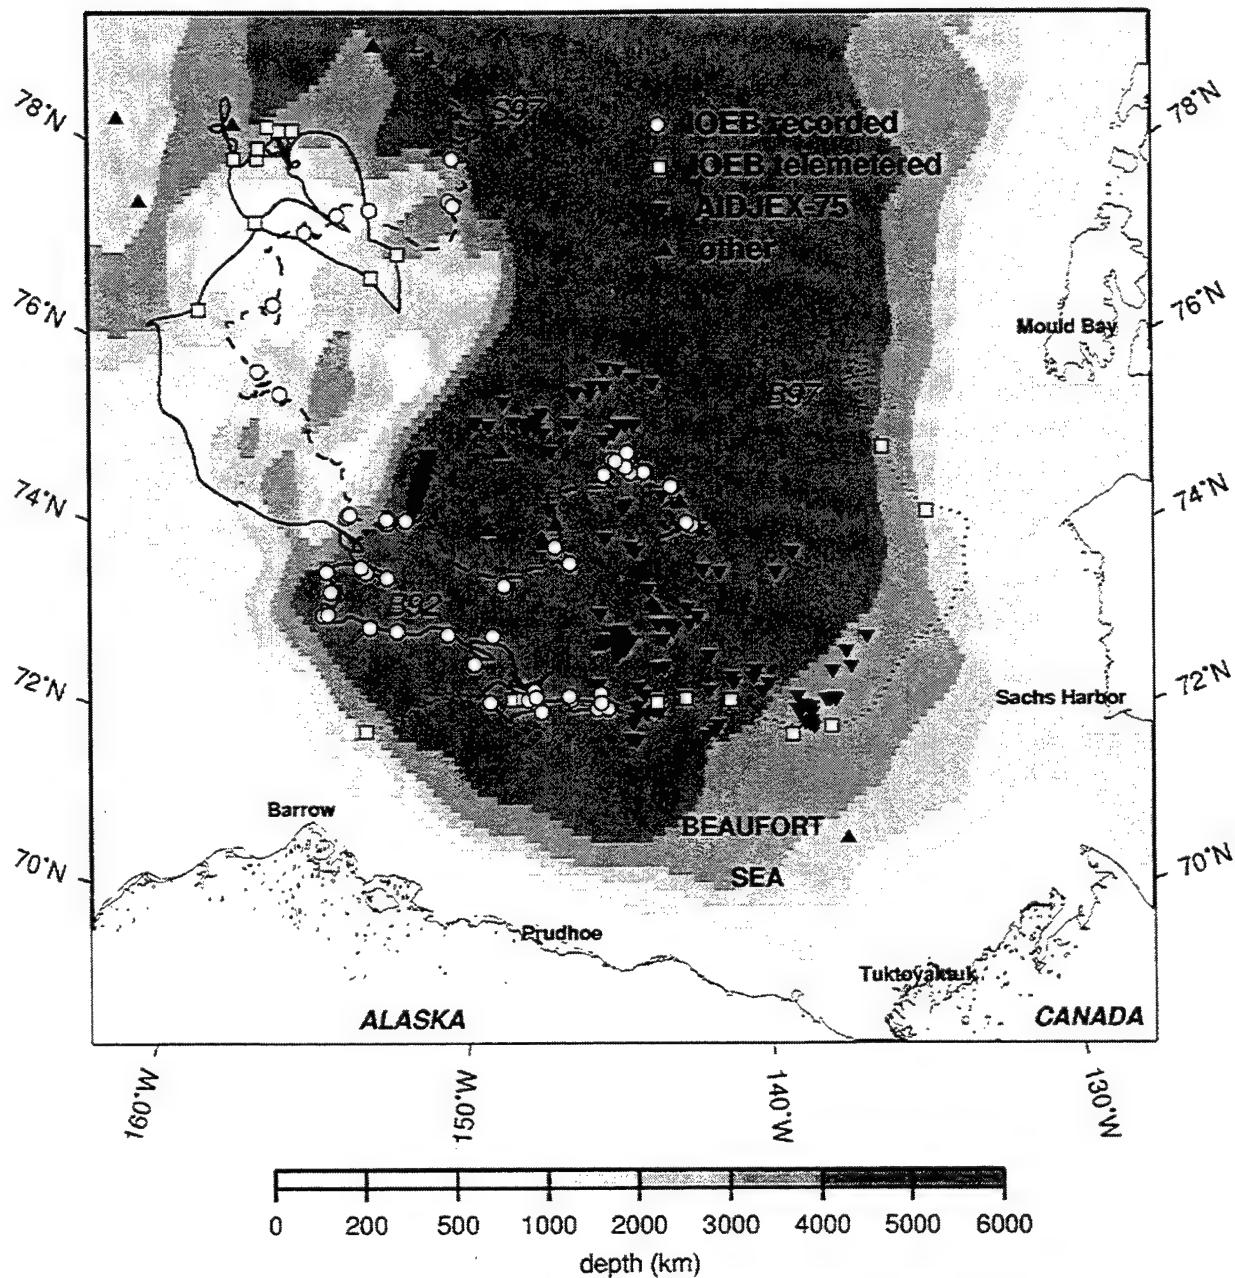 78°N
78°N
S97
IOEB recorded
IOEB telemetered
AIDJEX-75
other
76°N
76°N
Mould Bay
B97
74°N
74°N
B92
72°N
72°N
Sachs Harbor
Barrow
BEAUFORT
SEA
70°N
70°N
Prudhoe
Tuktoyaktuk
ALASKA
CANADA
160°W
150°W
140°W
130°W
0 200 500 1000 2000 3000 4000 5000 6000
depth (km)